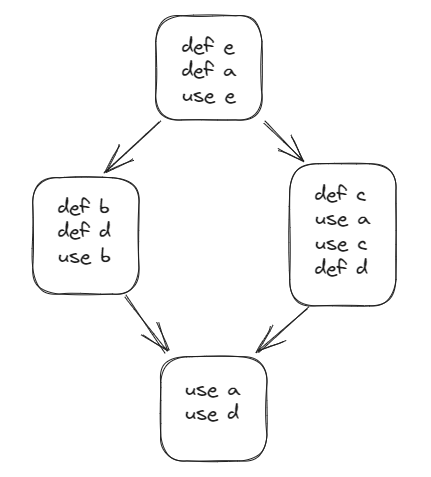 def e
def a
use e
def b
def d
use b
def c
use a
use c
def d
use a
use d